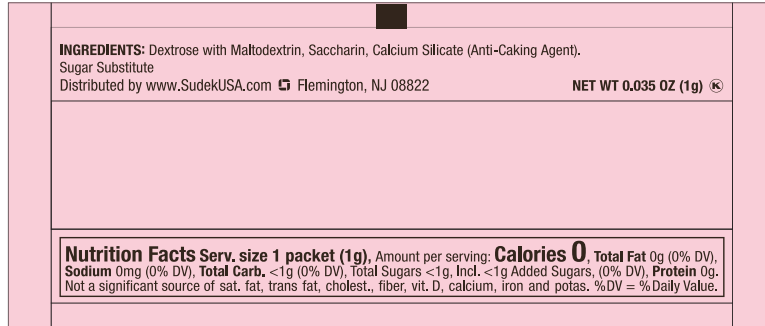 INGREDIENTS: Dextrose with Maltodextrin, Saccharin, Calcium Silicate (Anti-Caking Agent).
Sugar Substitute
Distributed by www.SudekUSA.com Flemington, NJ 08822 NET WT 0.035 OZ (1g) K
Nutrition Facts Serv. size 1 packet (1g), Amount per serving: Calories 0, Total Fat 0g (0% DV),
Sodium 0mg (0% DV), Total Carb. <1g (0% DV), Total Sugars <1g, Incl. <1g Added Sugars, (0% DV), Protein 0g.
Not a significant source of sat. fat, trans fat, cholest., fiber, vit. D, calcium, iron and potas. %DV = %Daily Value.